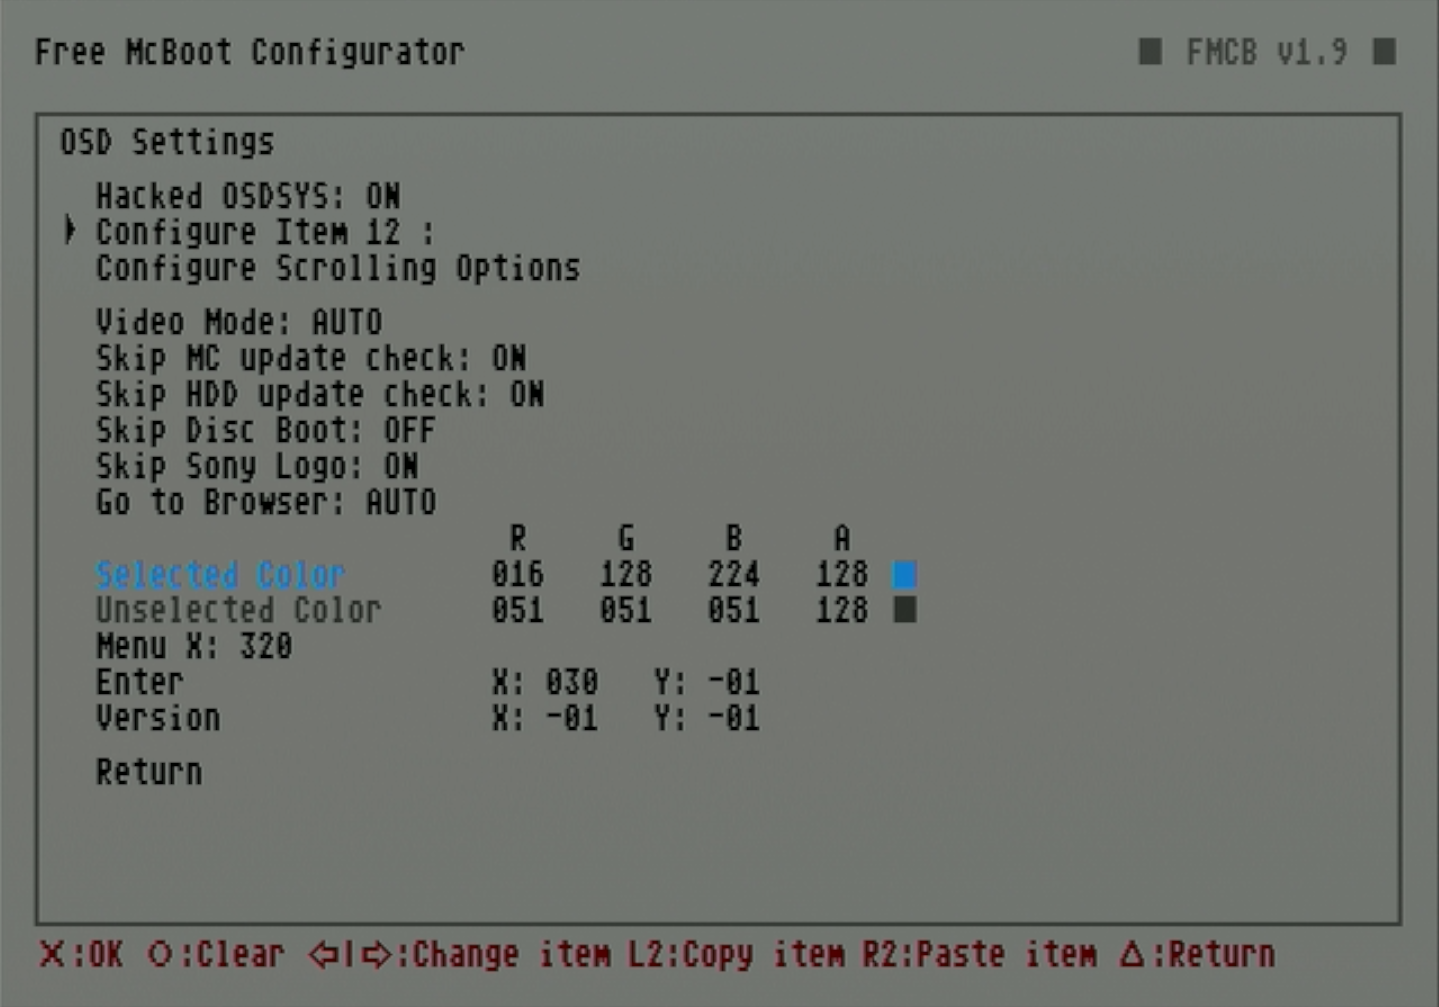 Free McBoot Configurator ■ FMCB v1.9 ■
OSD Settings
Hacked OSDSYS: ON
Configure Item 12 :
Configure Scrolling Options
Video Mode: AUTO
Skip MC update check: ON
Skip HDD update check: ON
Skip Disc Boot: OFF
Skip Sony Logo: ON
Go to Browser: AUTO
R G B A
Selected Color 016 128 224 128
Unselected Color 051 051 051 128
Menu X: 320
Enter X: 030 Y: -01
Version X: -01 Y: -01
Return
X:OK O:Clear ⇦|⇨:Change item L2:Copy item R2:Paste item △:Return